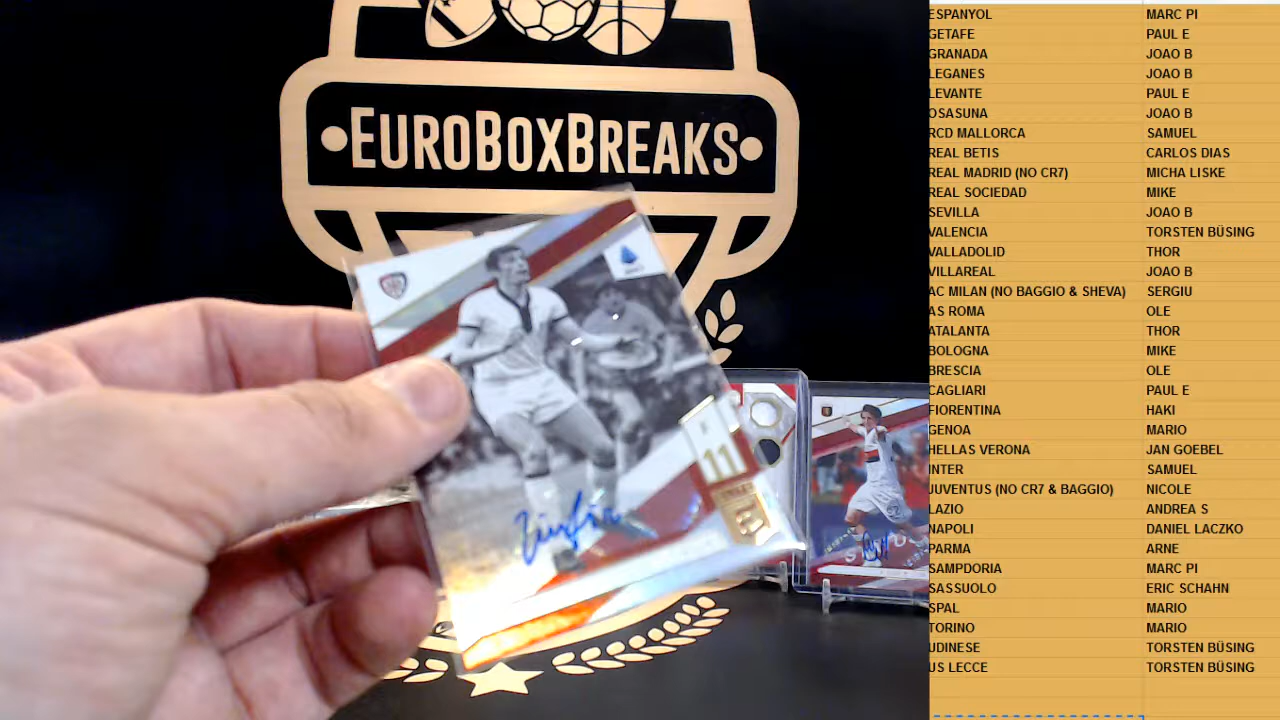 EUROBOXBREAKS
11
ESPANYOL MARC PI
GETAFE PAUL E
GRANADA JOAO B
LEGANES JOAO B
LEVANTE PAUL E
OSASUNA JOAO B
RCD MALLORCA SAMUEL
REAL BETIS CARLOS DIAS
REAL MADRID (NO CR7) MICHA LISKE
REAL SOCIEDAD MIKE
SEVILLA JOAO B
VALENCIA TORSTEN BÜSING
VALLADOLID THOR
VILLAREAL JOAO B
AC MILAN (NO BAGGIO & SHEVA) SERGIU
AS ROMA OLE
ATALANTA THOR
BOLOGNA MIKE
BRESCIA OLE
CAGLIARI PAUL E
FIORENTINA HAKI
GENOA MARIO
HELLAS VERONA JAN GOEBEL
INTER SAMUEL
JUVENTUS (NO CR7 & BAGGIO) NICOLE
LAZIO ANDREA S
NAPOLI DANIEL LACZKO
PARMA ARNE
SAMPDORIA MARC PI
SASSUOLO ERIC SCHAHN
SPAL MARIO
TORINO MARIO
UDINESE TORSTEN BÜSING
US LECCE TORSTEN BÜSING